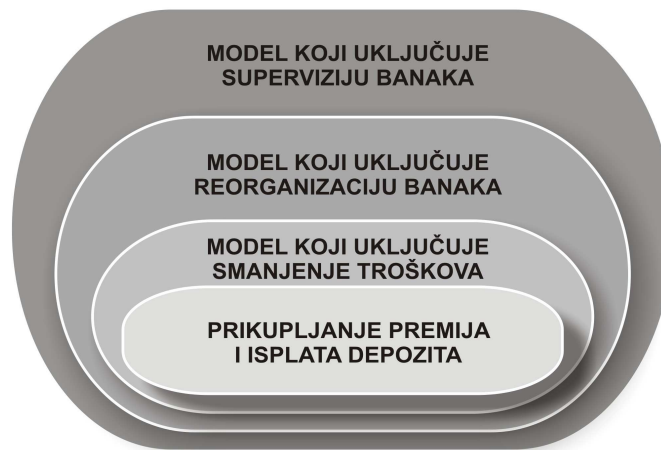 MODEL KOJI UKLJUČUJE
SUPERVIZIJU BANAKA
MODEL KOJI UKLJUČUJE
REORGANIZACIJU BANAKA
MODEL KOJI UKLJUČUJE
SMANJENJE TROŠKOVA
PRIKUPLJANJE PREMIJA
I ISPLATA DEPOZITA